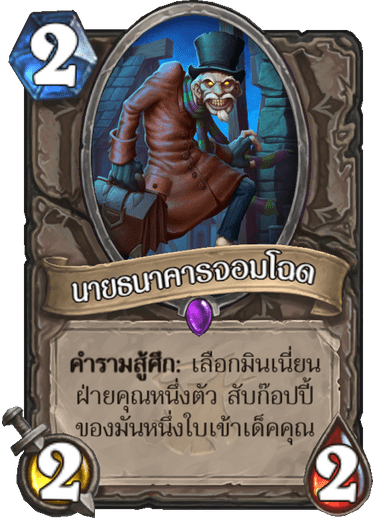 2
นายธนาคารจอมโฉด
คำรามสู้ศึก: เลือกมินเนี่ยน
ฝ่ายคุณหนึ่งตัว สับก๊อปปี้
ของมันหนึ่งใบเข้าเด็คคุณ
2
2